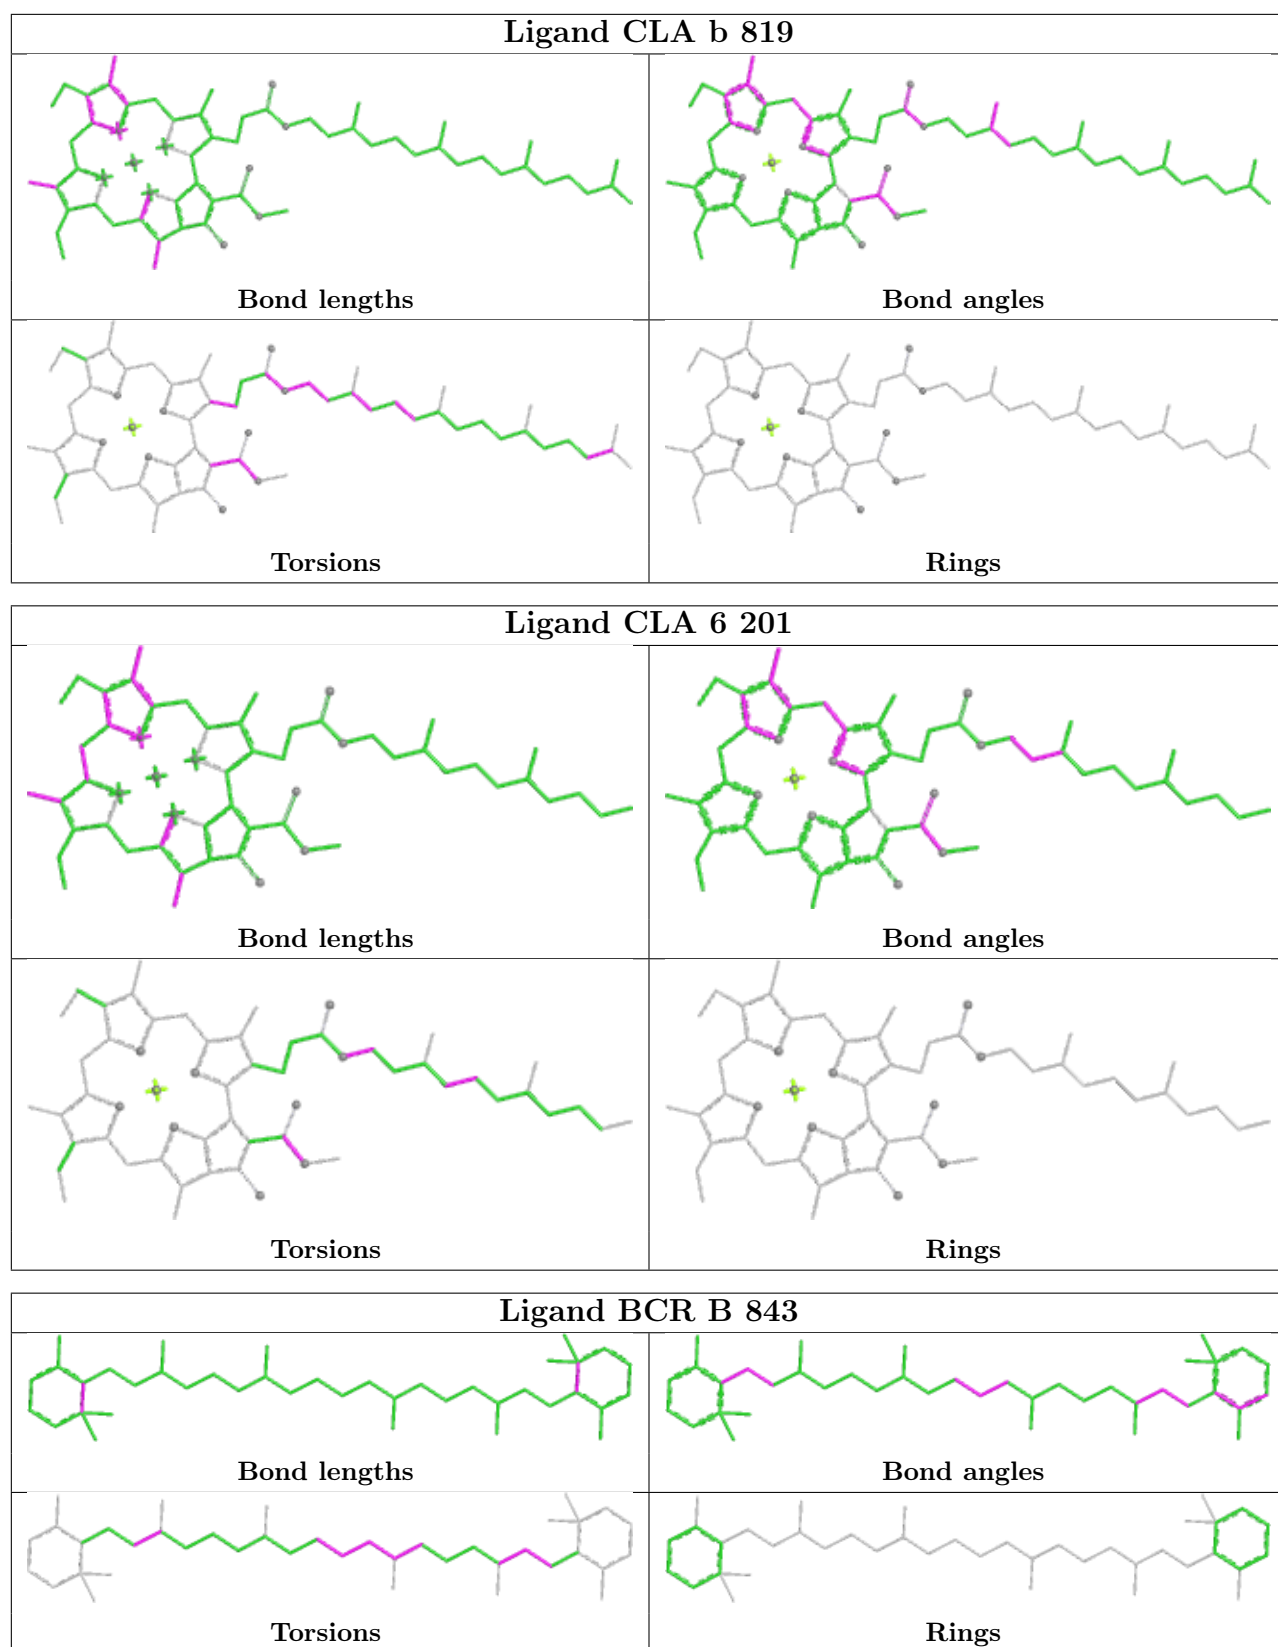 Ligand CLA b 819
Bond lengths
Bond angles
Torsions
Rings
Ligand CLA 6 201
Bond lengths
Bond angles
Torsions
Rings
Ligand BCR B 843
Bond lengths
Bond angles
Torsions
Rings